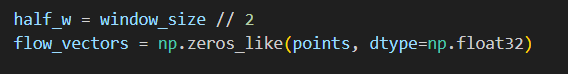 half_w = window_size // 2
flow_vectors = np.zeros_like(points, dtype=np.float32)